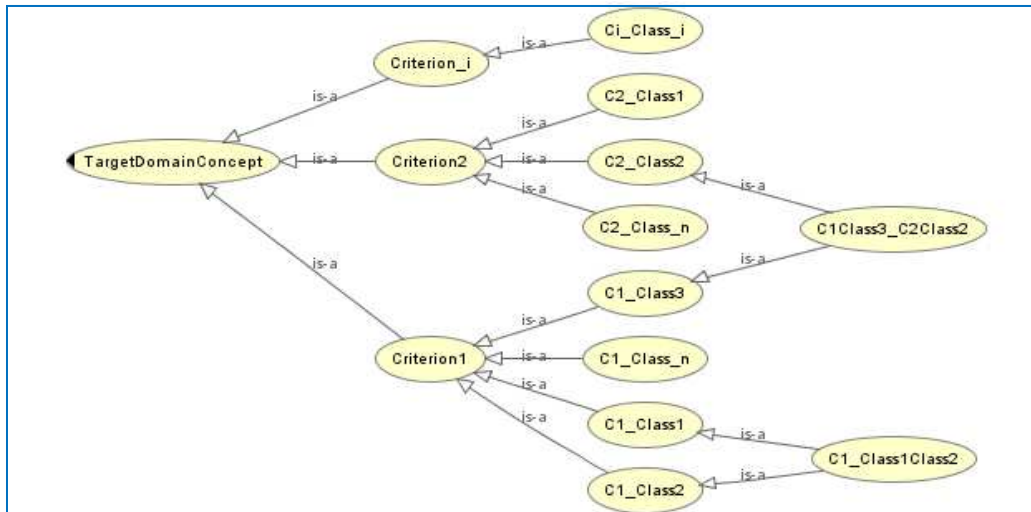 Ci_Class_i
is-a
Criterion_i
is-a
C2_Class1
is-a
TargetDomainConcept
is-a
Criterion2
is-a
C2_Class2
is-a
is-a
C2_Class_n
C1Class3_C2Class2
is-a
is-a
C1_Class3
is-a
Criterion1
is-a
C1_Class_n
is-a
C1_Class1
is-a
is-a
C1_Class1Class2
is-a
C1_Class2